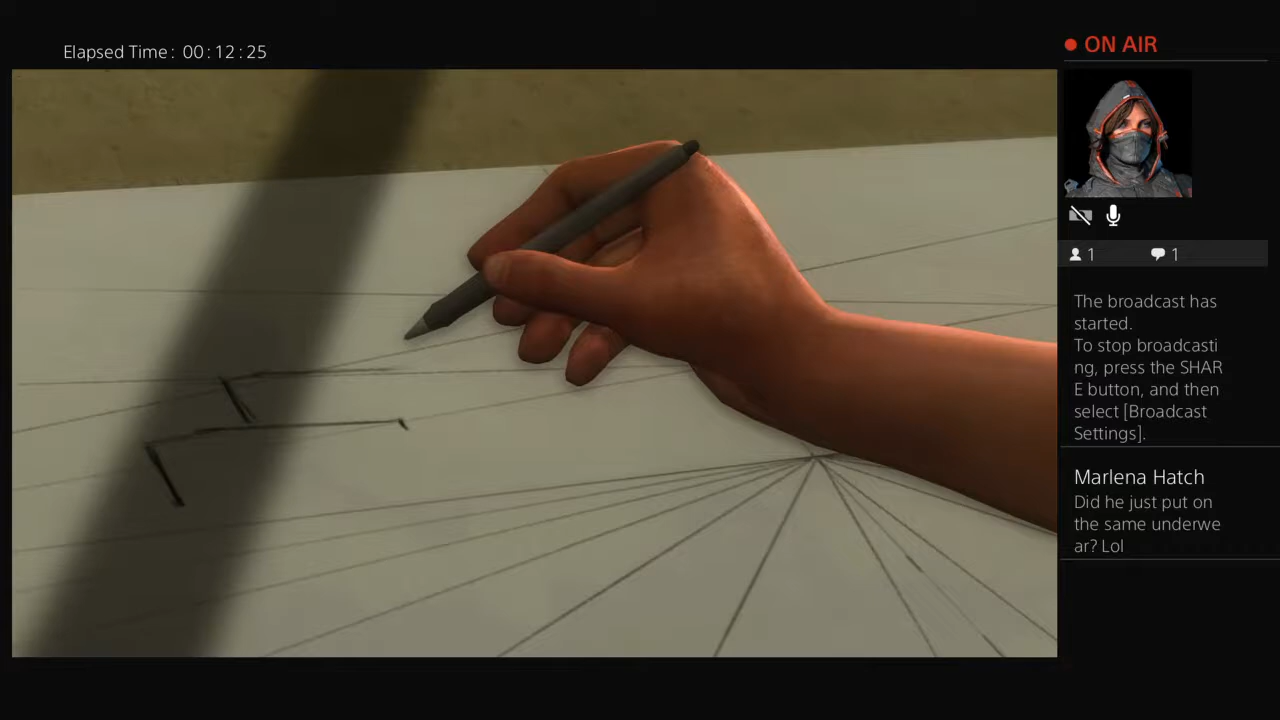 Elapsed Time: 00:12:25
ON AIR
1
1
The broadcast has
started.
To stop broadcasti
ng, press the SHAR
E button, and then
select [Broadcast
Settings].
Marlena Hatch
Did he just put on
the same underwe
ar? Lol